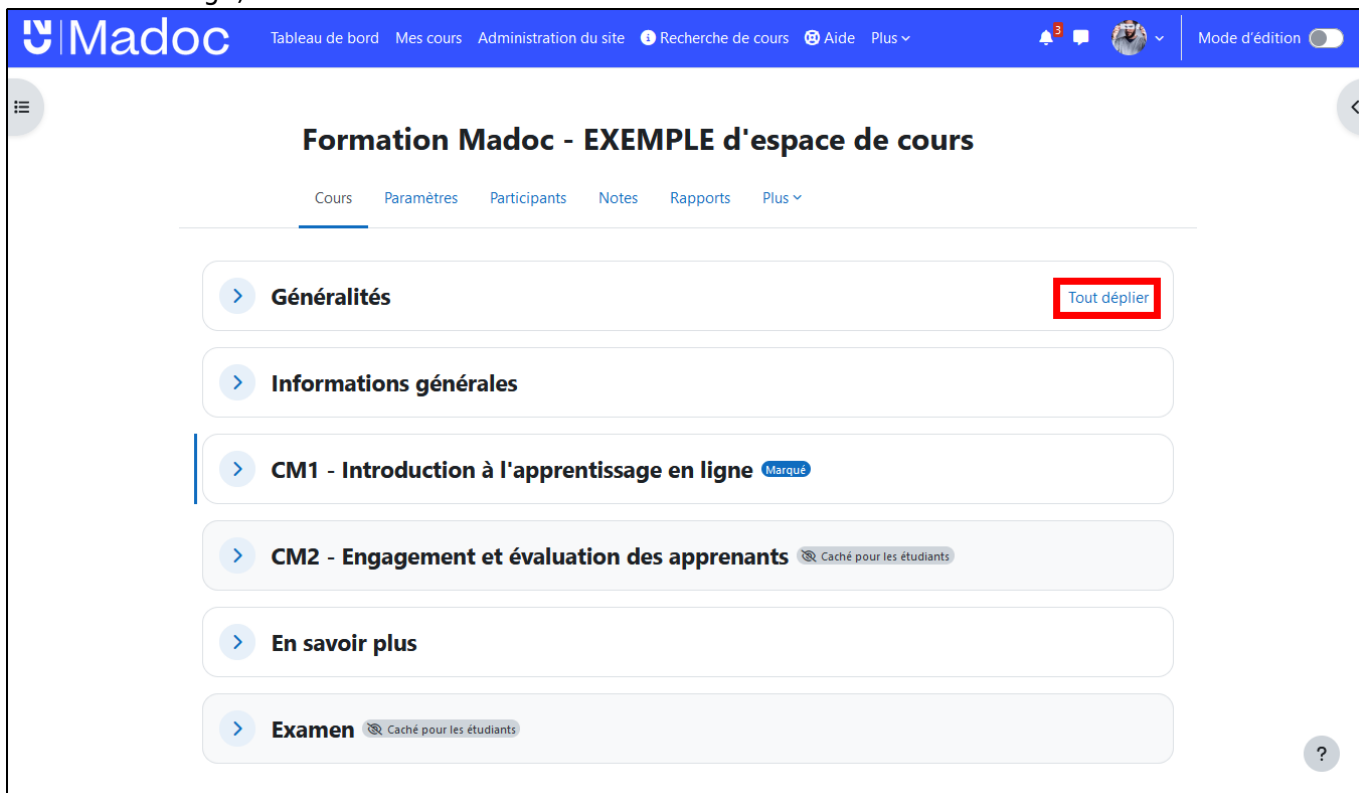 Madoc Tableau de bord Mes cours Administration du site Recherche de cours Aide Plus 3 Mode d'édition
Formation Madoc - EXEMPLE d'espace de cours
Cours Paramètres Participants Notes Rapports Plus
Généralités Tout déplier
Informations générales
CM1 - Introduction à l'apprentissage en ligne Marqué
CM2 - Engagement et évaluation des apprenants Caché pour les étudiants
En savoir plus
Examen Caché pour les étudiants
?